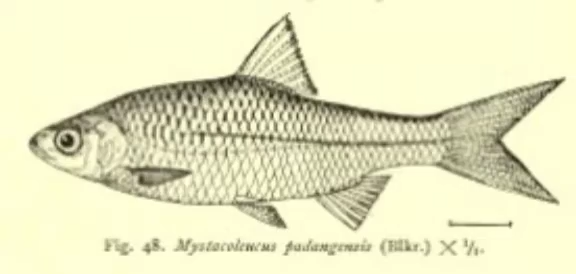 Fig. 48. Mystacoleucus padangensis (Blkr.) × ¹/₁.